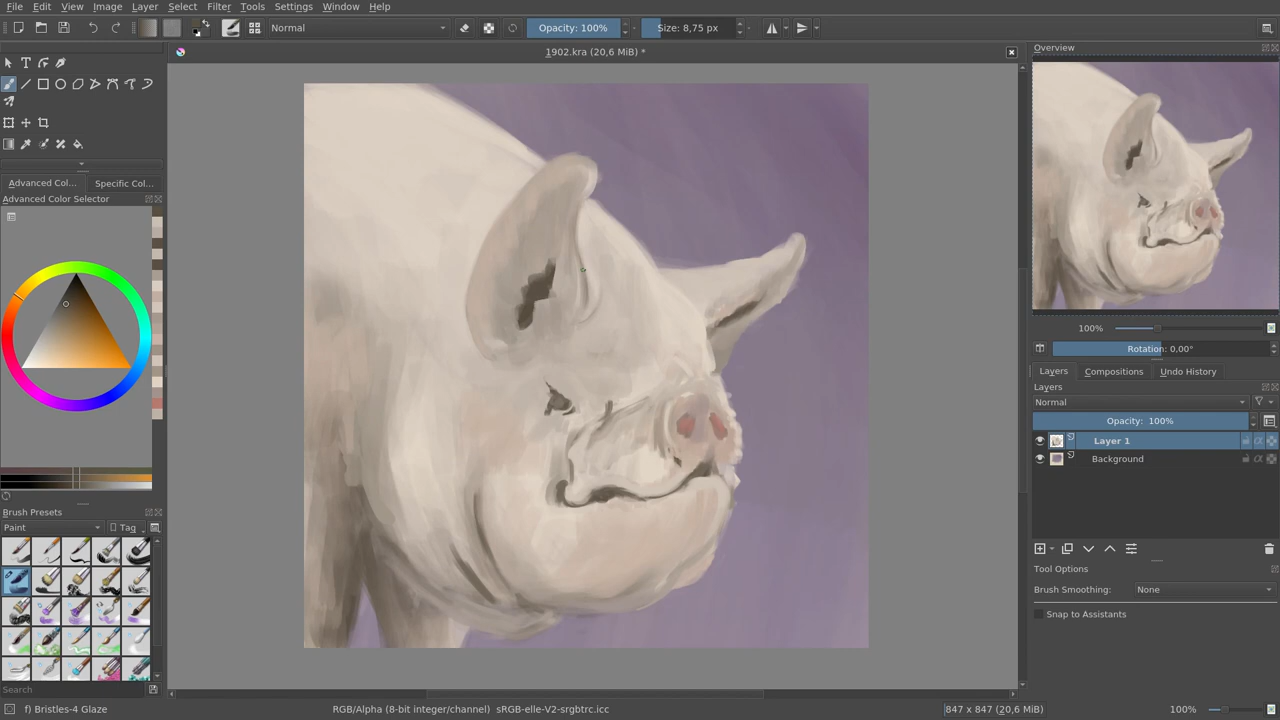 File Edit View Image Layer Select Filter Tools Settings Window Help
Normal Opacity: 100% Size: 8,75 px
1902.kra (20,6 MiB) *
Overview
Advanced Col... Specific Col...
Advanced Color Selector
100%
Rotation: 0,00°
Layers Compositions Undo History
Layers
Normal
Opacity: 100%
Layer 1
Background
Brush Presets
Paint Tag
Tool Options
Brush Smoothing: None
Snap to Assistants
Search
f) Bristles-4 Glaze RGB/Alpha (8-bit integer/channel) sRGB-elle-V2-srgbtrc.icc 847 x 847 (20,6 MiB) 100%